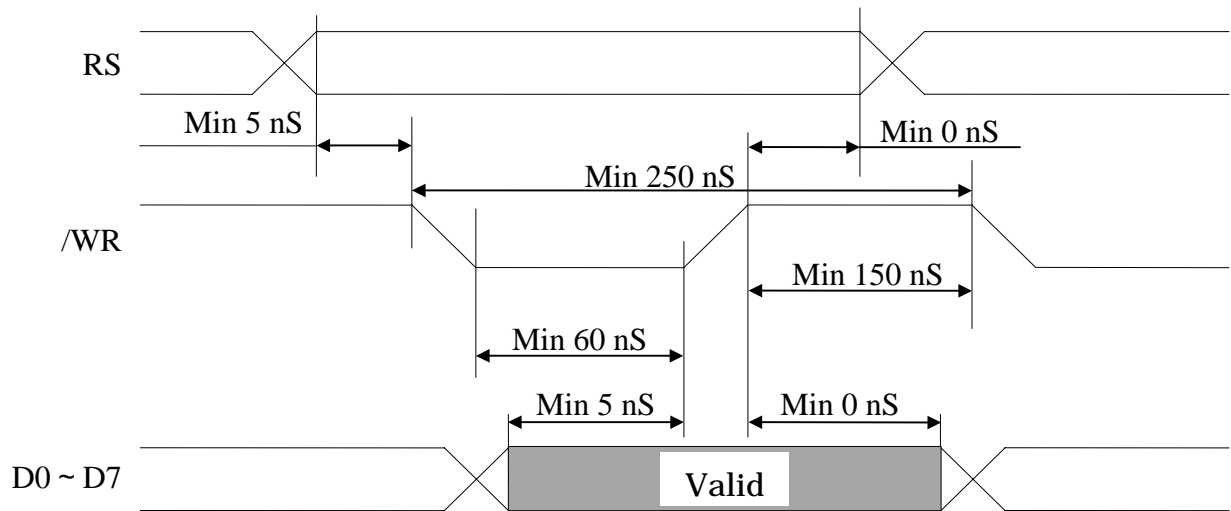 RS
Min 5 nS
Min 0 nS
Min 250 nS
/WR
Min 150 nS
Min 60 nS
Min 5 nS
Min 0 nS
D0 ~ D7
Valid